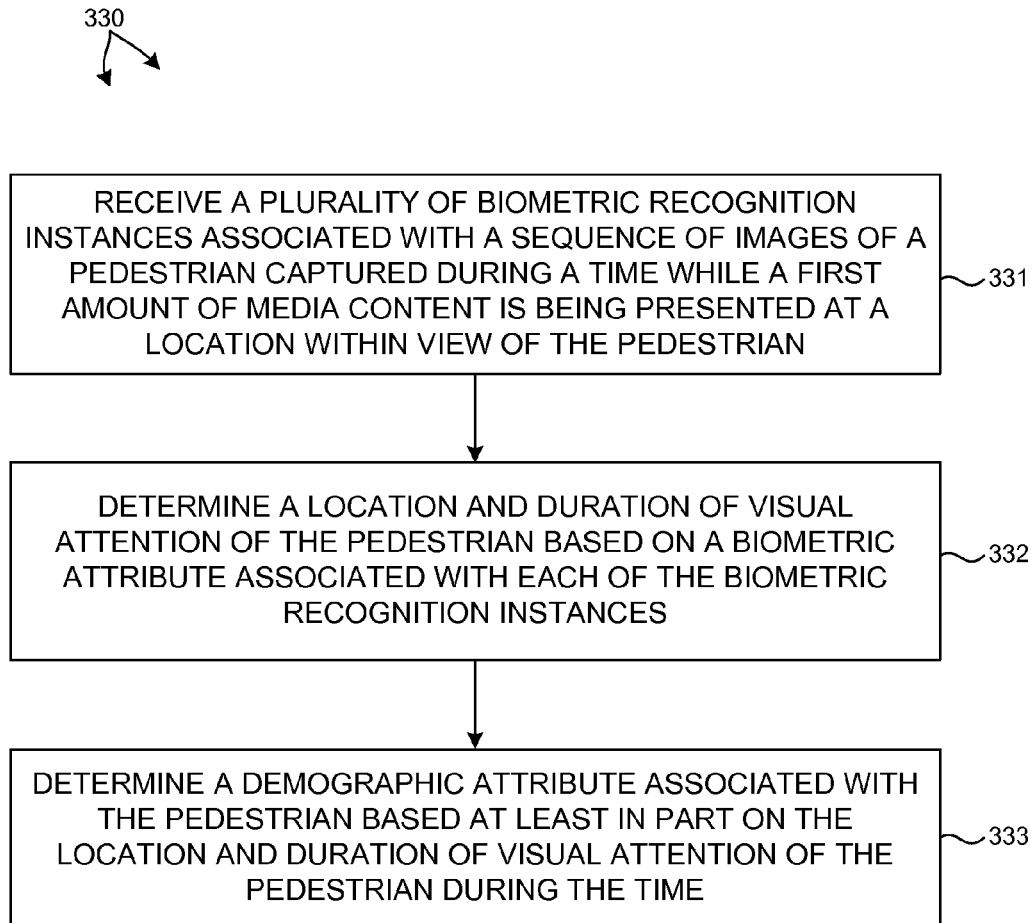 330
RECEIVE A PLURALITY OF BIOMETRIC RECOGNITION
INSTANCES ASSOCIATED WITH A SEQUENCE OF IMAGES OF A
PEDESTRIAN CAPTURED DURING A TIME WHILE A FIRST
AMOUNT OF MEDIA CONTENT IS BEING PRESENTED AT A
LOCATION WITHIN VIEW OF THE PEDESTRIAN
331
DETERMINE A LOCATION AND DURATION OF VISUAL
ATTENTION OF THE PEDESTRIAN BASED ON A BIOMETRIC
ATTRIBUTE ASSOCIATED WITH EACH OF THE BIOMETRIC
RECOGNITION INSTANCES
332
DETERMINE A DEMOGRAPHIC ATTRIBUTE ASSOCIATED WITH
THE PEDESTRIAN BASED AT LEAST IN PART ON THE
LOCATION AND DURATION OF VISUAL ATTENTION OF THE
PEDESTRIAN DURING THE TIME
333